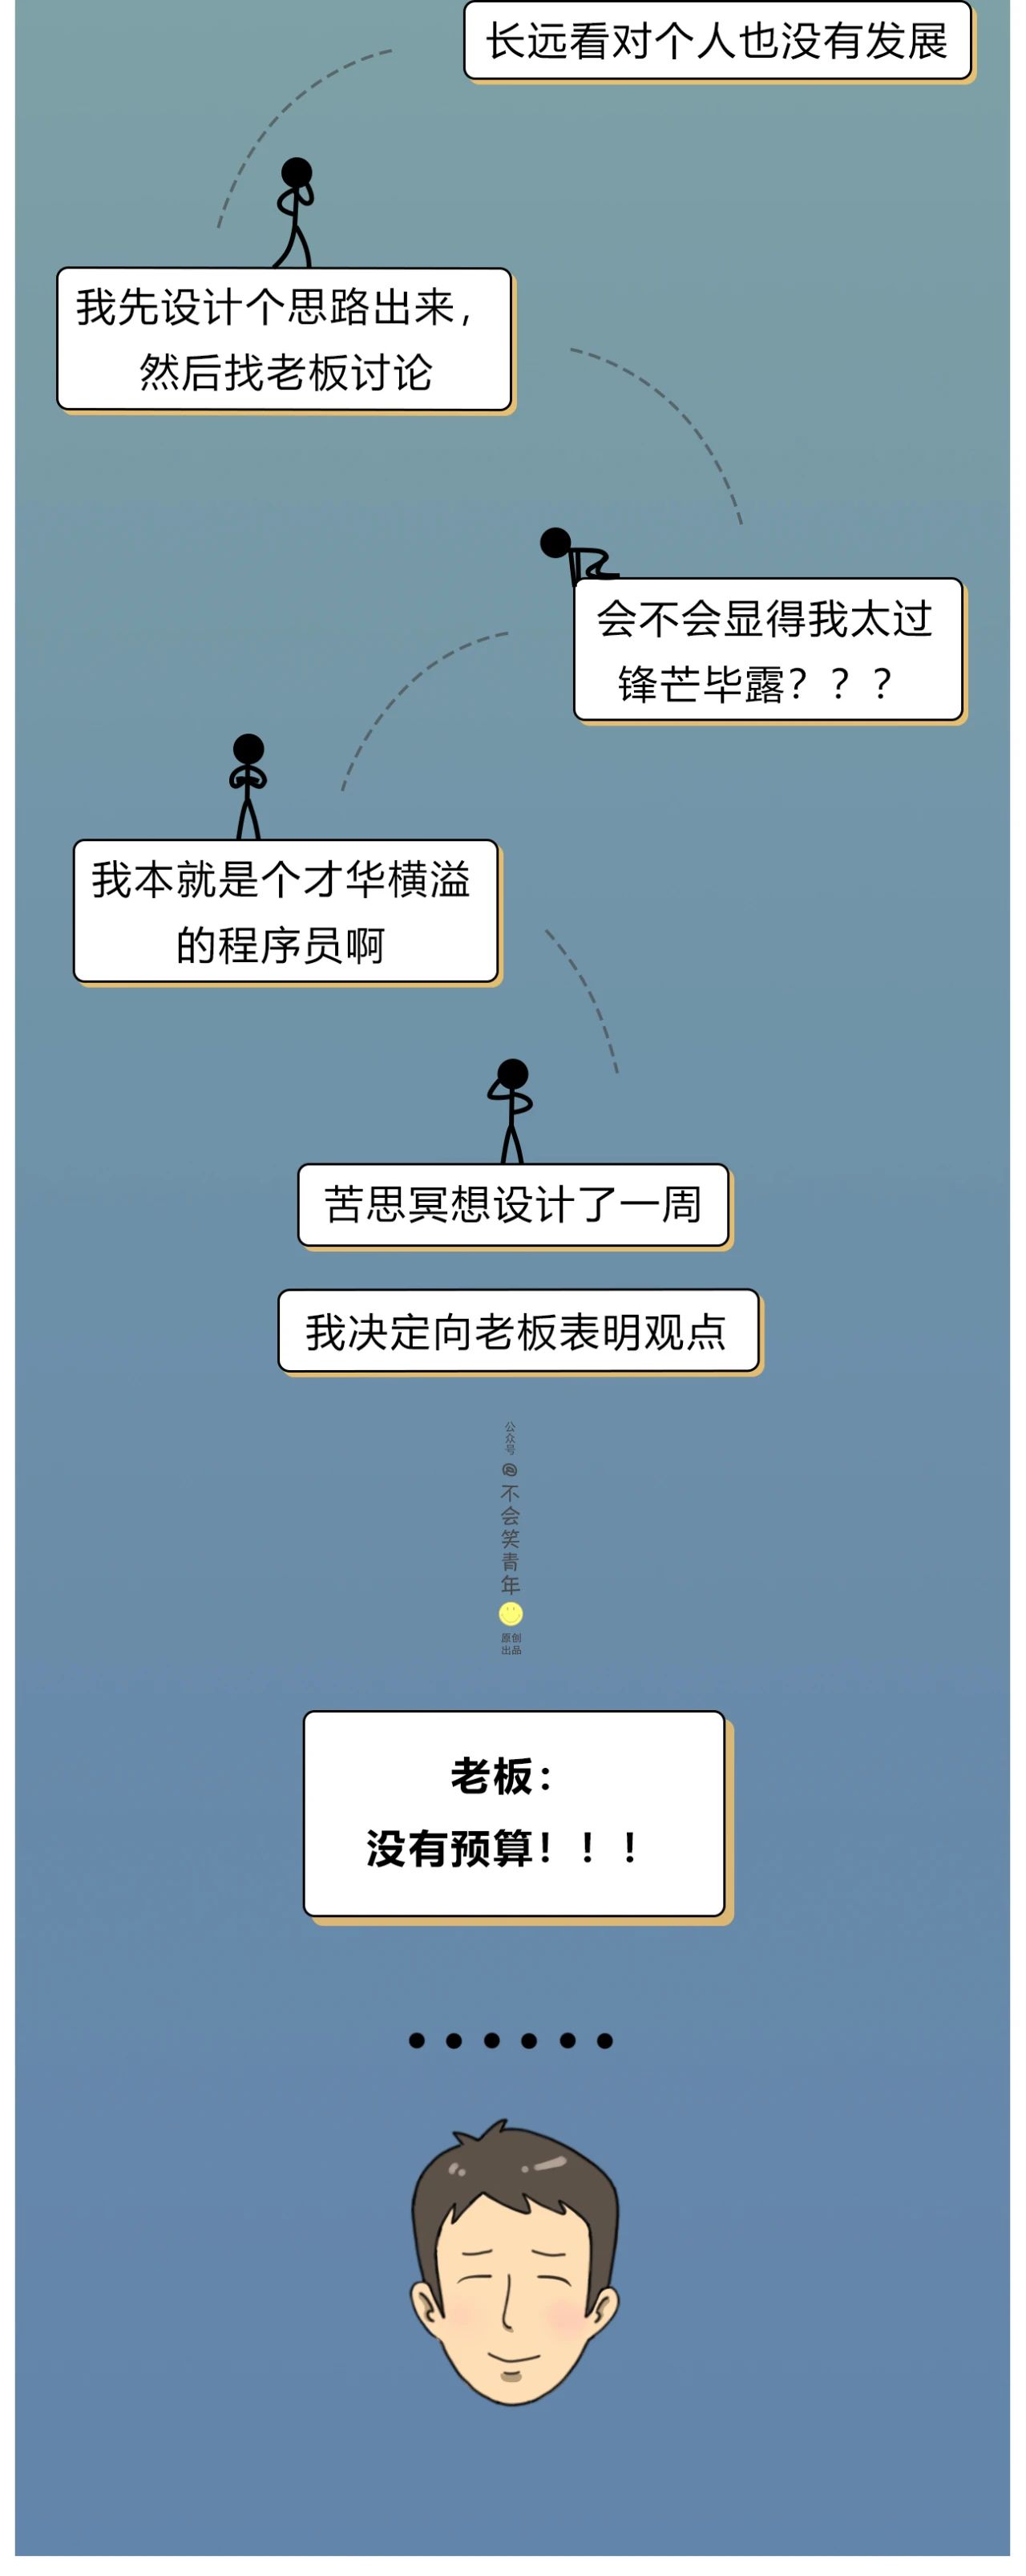 长远看对个人也没有发展
我先设计个思路出来，
然后找老板讨论
会不会显得我太过
锋芒毕露？？？
我本就是个才华横溢
的程序员啊
苦思冥想设计了一周
我决定向老板表明观点
公众号
@不会笑青年
原创
出品
老板：
没有预算！！！
······